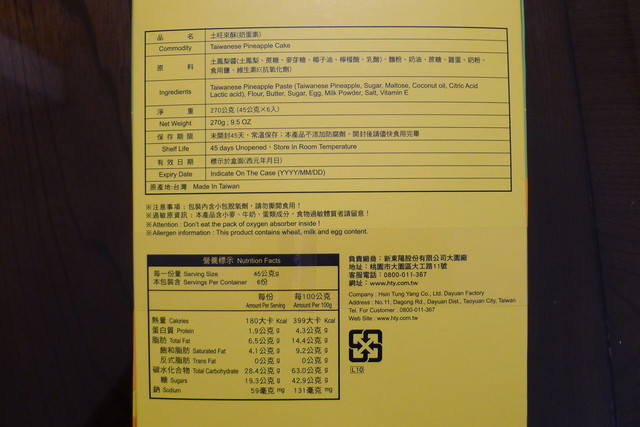 品名 土旺來酥(奶蛋素)
Commodity Taiwanese Pineapple Cake
原料 土鳳梨醬(土鳳梨、蔗糖、麥芽糖、椰子油、檸檬酸、乳酸)、麵粉、奶油、蔗糖、雞蛋、奶粉、
食用鹽、維生素E(抗氧化劑)
Ingredients Taiwanese Pineapple Paste (Taiwanese Pineapple, Sugar, Maltose, Coconut oil, Citric Acid
Lactic acid), Flour, Butter, Sugar, Egg, Milk Powder, Salt, Vitamin E
淨重 270公克 (45公克×6入)
Net Weight 270g ; 9.5 OZ
保存期限 未開封45天，常溫保存；本產品不添加防腐劑，開封後請儘快食用完畢
Shelf Life 45 days Unopened，Store In Room Temperature
有效日期 標示於盒面(西元年月日)
Expiry Date Indicate On The Case (YYYY/MM/DD)
原產地:台灣 Made In Taiwan
※注意事項：包裝內含小包脫氧劑，請勿撕開食用！
※過敏原資訊：本產品含小麥、牛奶、蛋類成分，食物過敏體質者請留意！
※Attention : Don't eat the pack of oxygen absorber inside !
※Allergen information : This product contains wheat, milk and egg content.
營養標示 Nutrition Facts
每一份量 Serving Size 45公克g
本包裝含 Servings Per Container 6份
每份 每100公克
Amount Per Serving Amount Per 100g
熱量 Calories 180大卡 Kcal 399大卡 Kcal
蛋白質 Protein 1.9公克 g 4.3公克 g
脂肪 Total Fat 6.5公克 g 14.4公克 g
飽和脂肪 Saturated Fat 4.1公克 g 9.2公克 g
反式脂肪 Trans Fat 0公克 g 0公克 g
碳水化合物 Total Carbohydrate 28.4公克 g 63.0公克 g
糖 Sugars 19.3公克 g 42.9公克 g
鈉 Sodium 59毫克 mg 131毫克 mg
負責廠商：新東陽股份有限公司大園廠
地址：桃園市大園區大工路11號
客服電話：0800-011-367
網址：www.hty.com.tw
Company : Hsin Tung Yang Co., Ltd. Dayuan Factory
Address : No.11, Dagong Rd., Dayuan Dist., Taoyuan City, Taiwan
Tel. For Customer : 0800-011-367
Web Site : www.hty.com.tw
L10